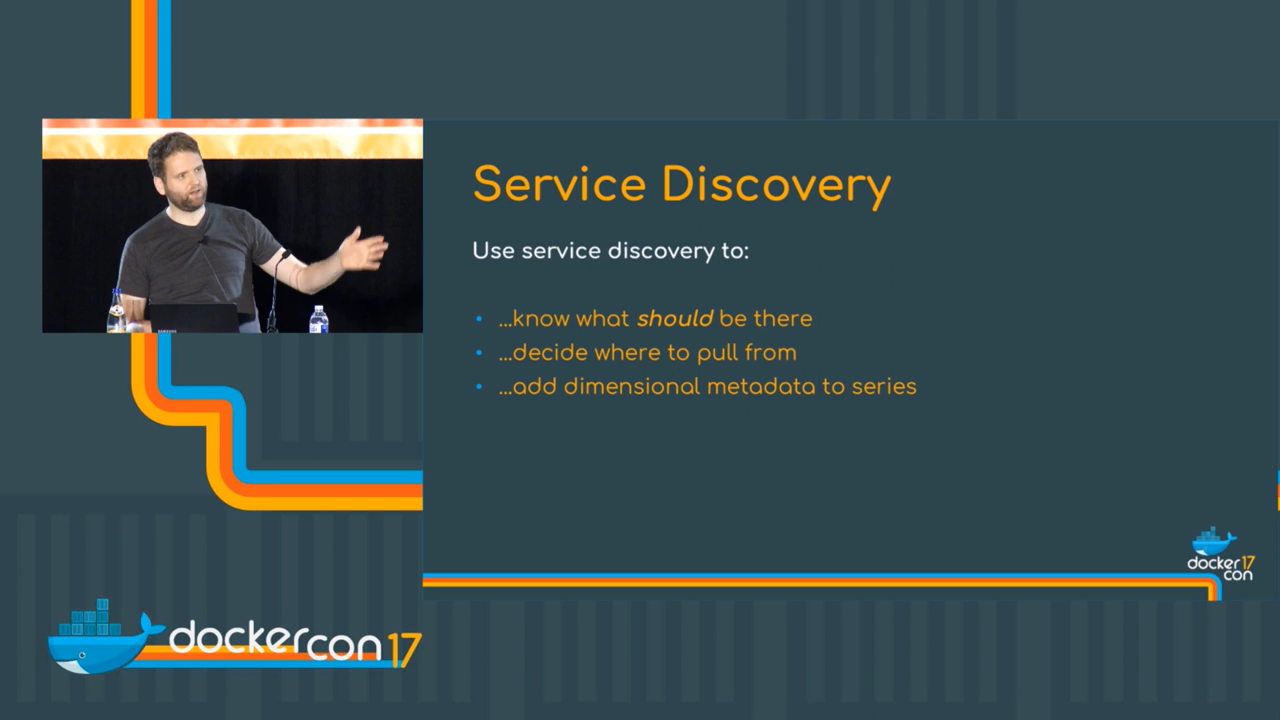 Service Discovery
Use service discovery to:
• ...know what should be there
• ...decide where to pull from
• ...add dimensional metadata to series
docker 17
con
dockercon 17